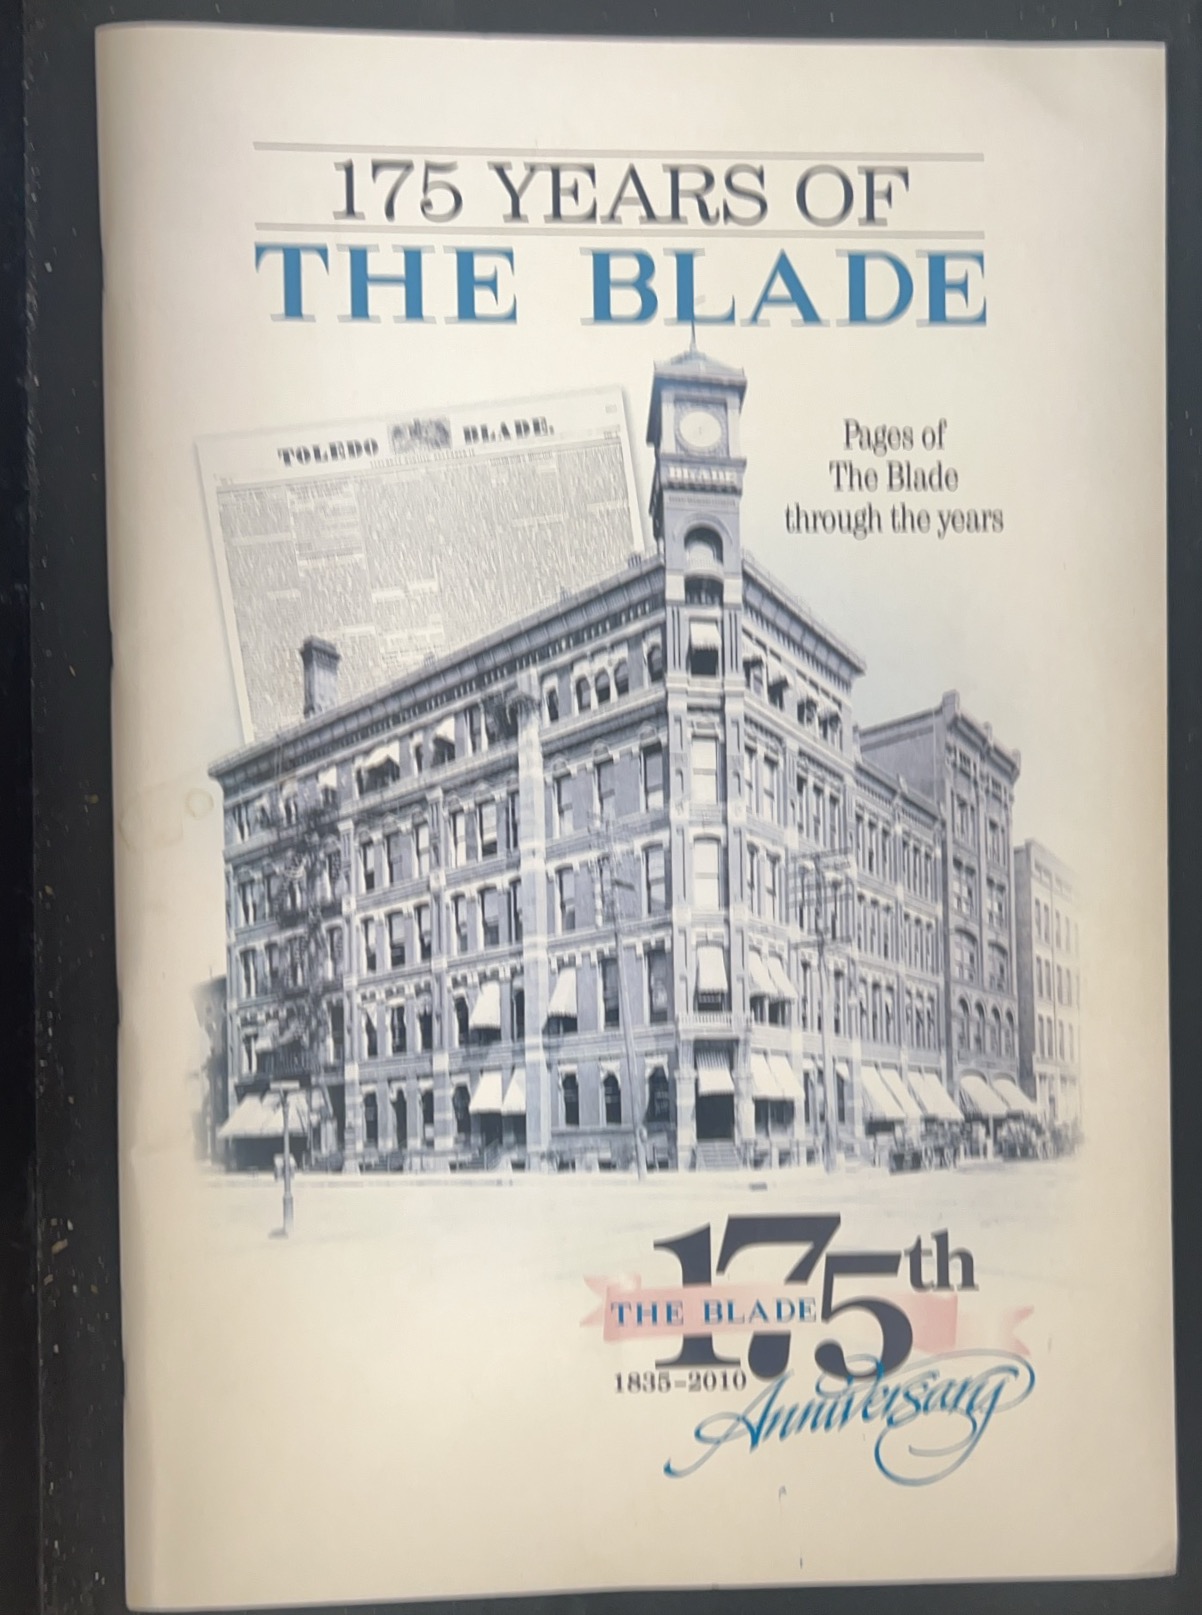 175 YEARS OF
THE BLADE
TOLEDO BLADE.
Pages of
The Blade
through the years
BLADE
175th
THE BLADE
1835-2010
Anniversary